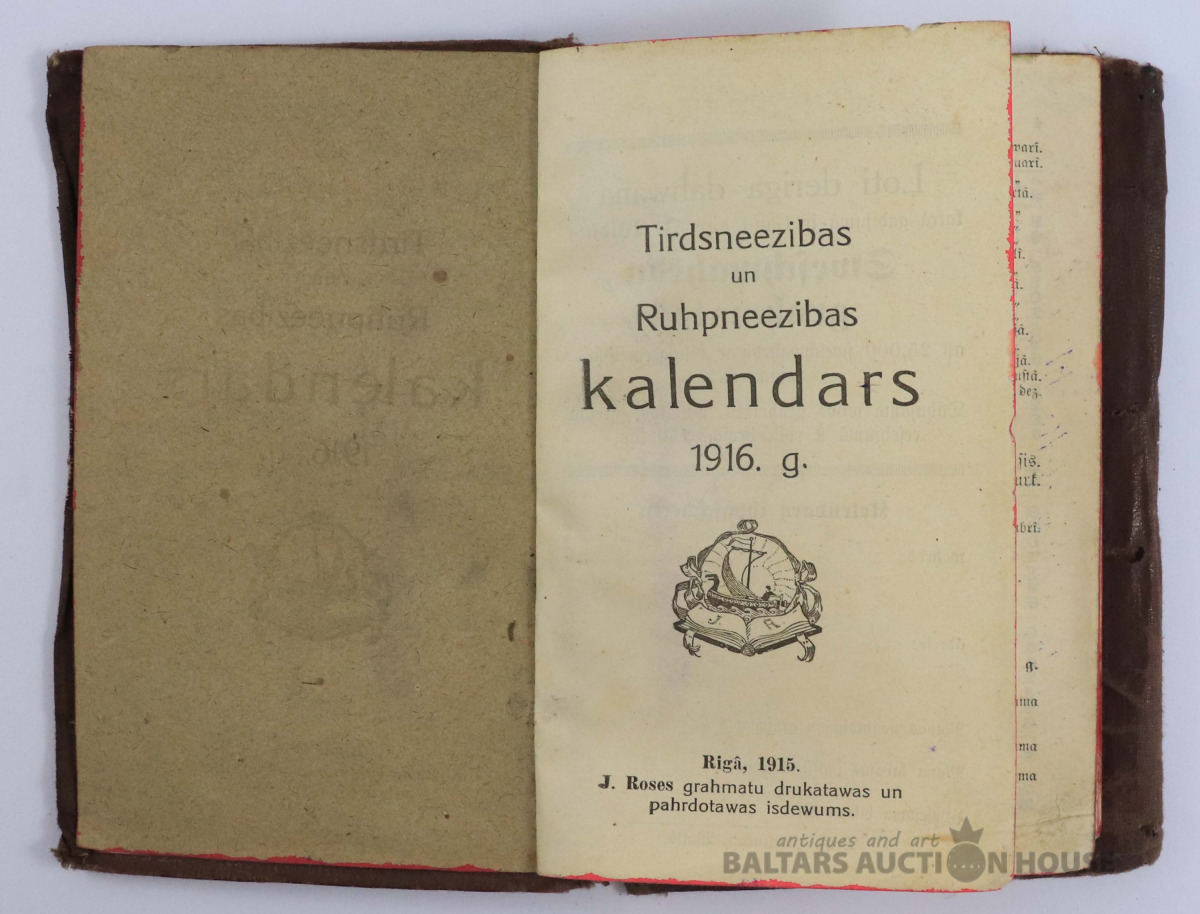 Tirdsneezibas
un
Ruhpneezibas
kalendars
1916. g.
J. R.
Rigâ, 1915.
J. Roses grahmatu drukatawas un
pahrdotawas isdewums.
g.
antiques and art
BALTARS AUCTION HOUSE